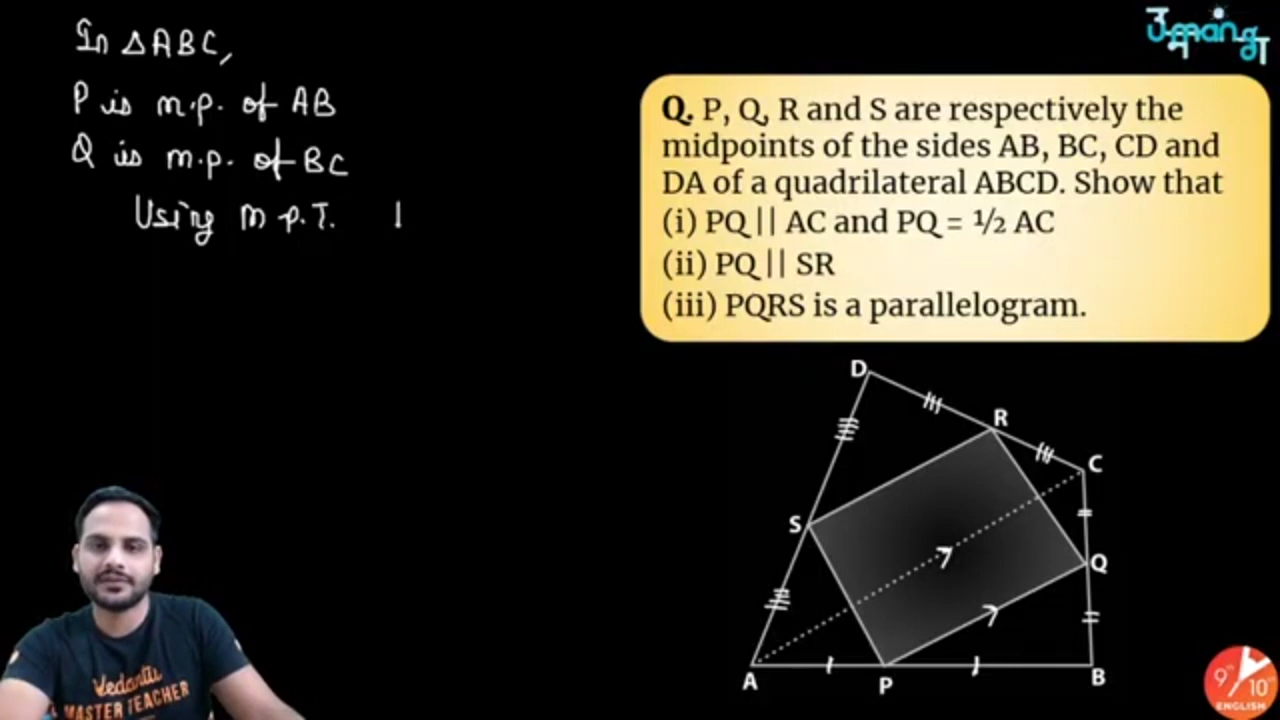 In △ABC,
P is m.p. of AB
Q is m.p. of BC
Using m.p.T.
उमंग
Q. P, Q, R and S are respectively the
midpoints of the sides AB, BC, CD and
DA of a quadrilateral ABCD. Show that
(i) PQ || AC and PQ = ½ AC
(ii) PQ || SR
(iii) PQRS is a parallelogram.
D
R
C
S
Q
A
P
B
Vedantu
MASTER TEACHER
9th 10th
ENGLISH